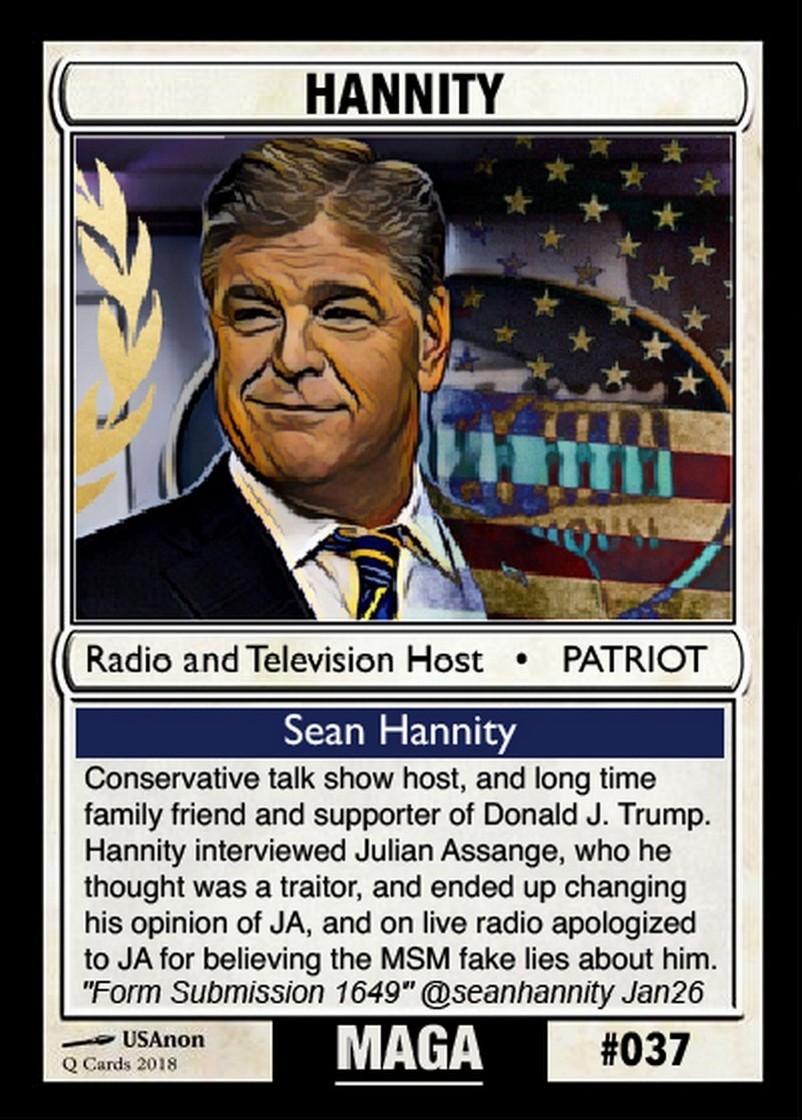 HANNITY
Radio and Television Host • PATRIOT
Sean Hannity
Conservative talk show host, and long time
family friend and supporter of Donald J. Trump.
Hannity interviewed Julian Assange, who he
thought was a traitor, and ended up changing
his opinion of JA, and on live radio apologized
to JA for believing the MSM fake lies about him.
"Form Submission 1649" @seanhannity Jan26
USAnon
Q Cards 2018
MAGA
#037